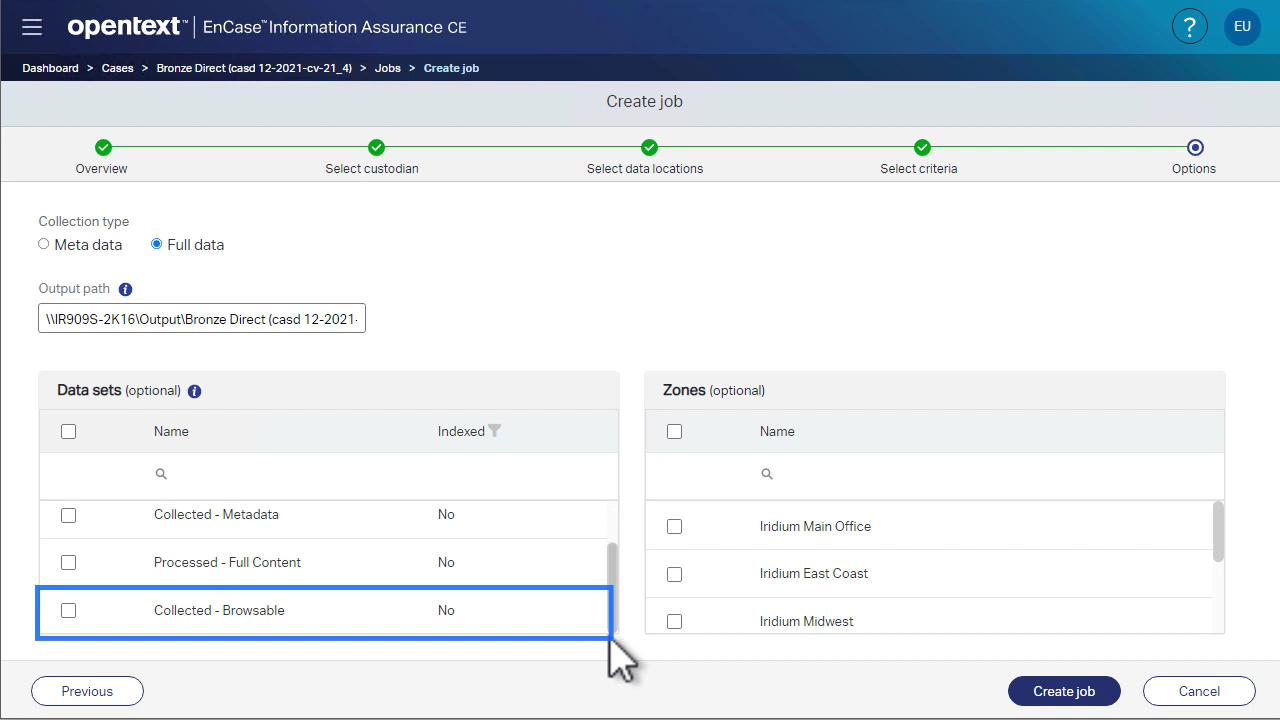 opentext™ | EnCase™ Information Assurance CE
?
EU
Dashboard > Cases > Bronze Direct (casd 12-2021-cv-21_4) > Jobs > Create job
Create job
Overview
Select custodian
Select data locations
Select criteria
Options
Collection type
Meta data
Full data
Output path i
\\IR909S-2K16\Output\Bronze Direct (casd 12-2021-
Data sets (optional) i
Name Indexed
Collected - Metadata No
Processed - Full Content No
Collected - Browsable No
Zones (optional)
Name
Iridium Main Office
Iridium East Coast
Iridium Midwest
Previous
Create job
Cancel